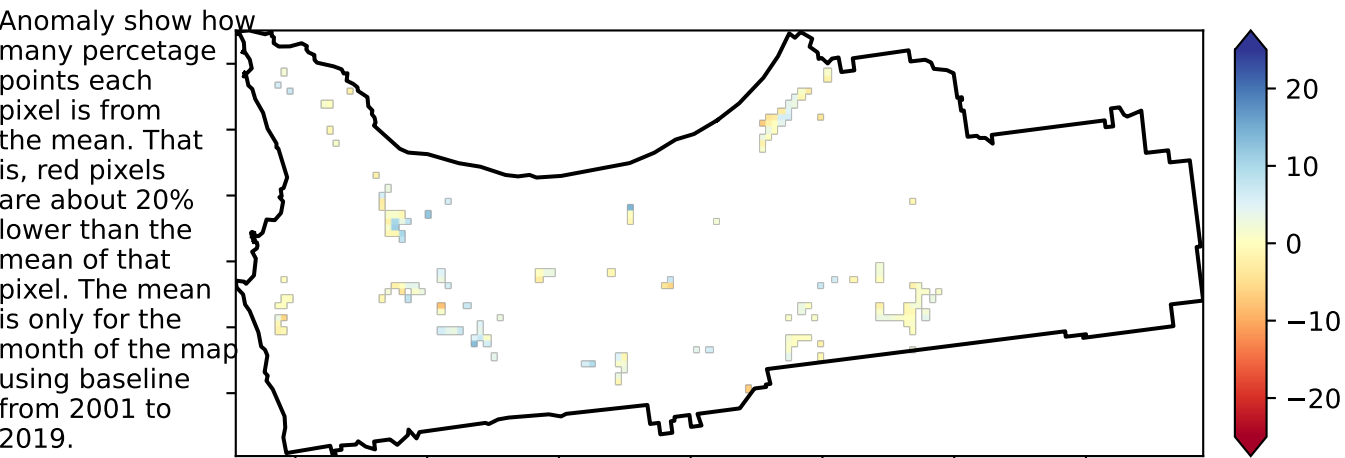 Anomaly show how
many percetage
points each
pixel is from
the mean. That
is, red pixels
are about 20%
lower than the
mean of that
pixel. The mean
is only for the
month of the map
using baseline
from 2001 to
2019.
20
10
0
−10
−20